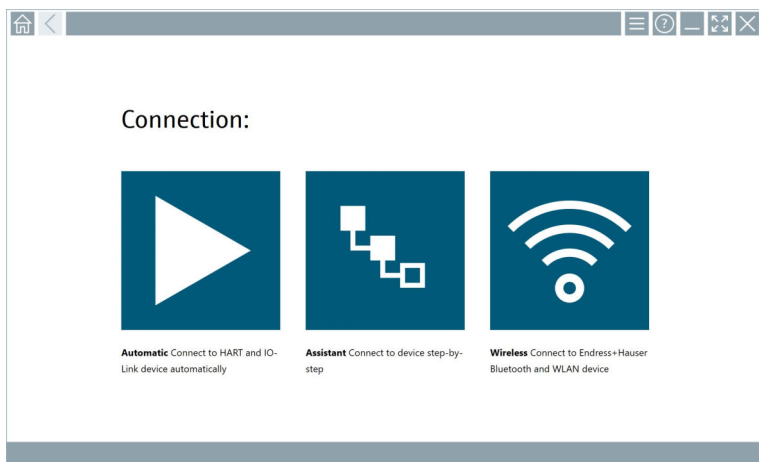 Connection:
Automatic Connect to HART and IO-
Link device automatically
Assistant Connect to device step-by-
step
Wireless Connect to Endress+Hauser
Bluetooth and WLAN device